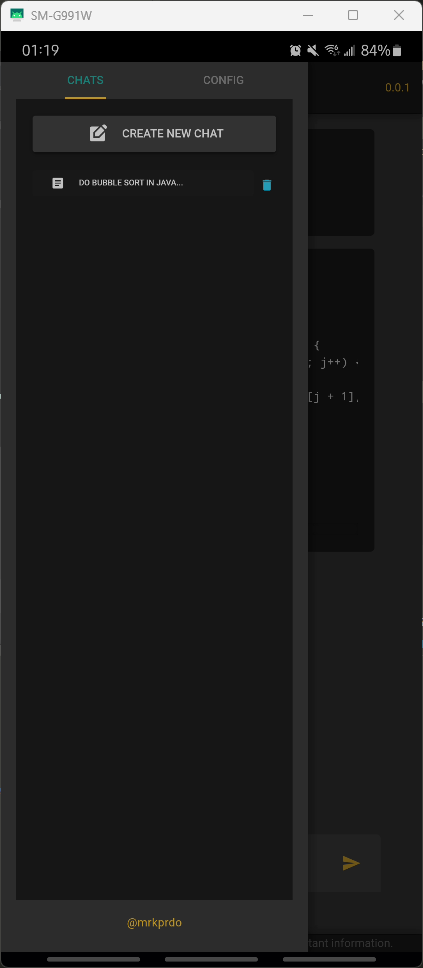 SM-G991W
01:19
84%
CHATS
CONFIG
0.0.1
CREATE NEW CHAT
DO BUBBLE SORT IN JAVA...
{
; j++)
[j + 1],
@mrkprdo
tant information.